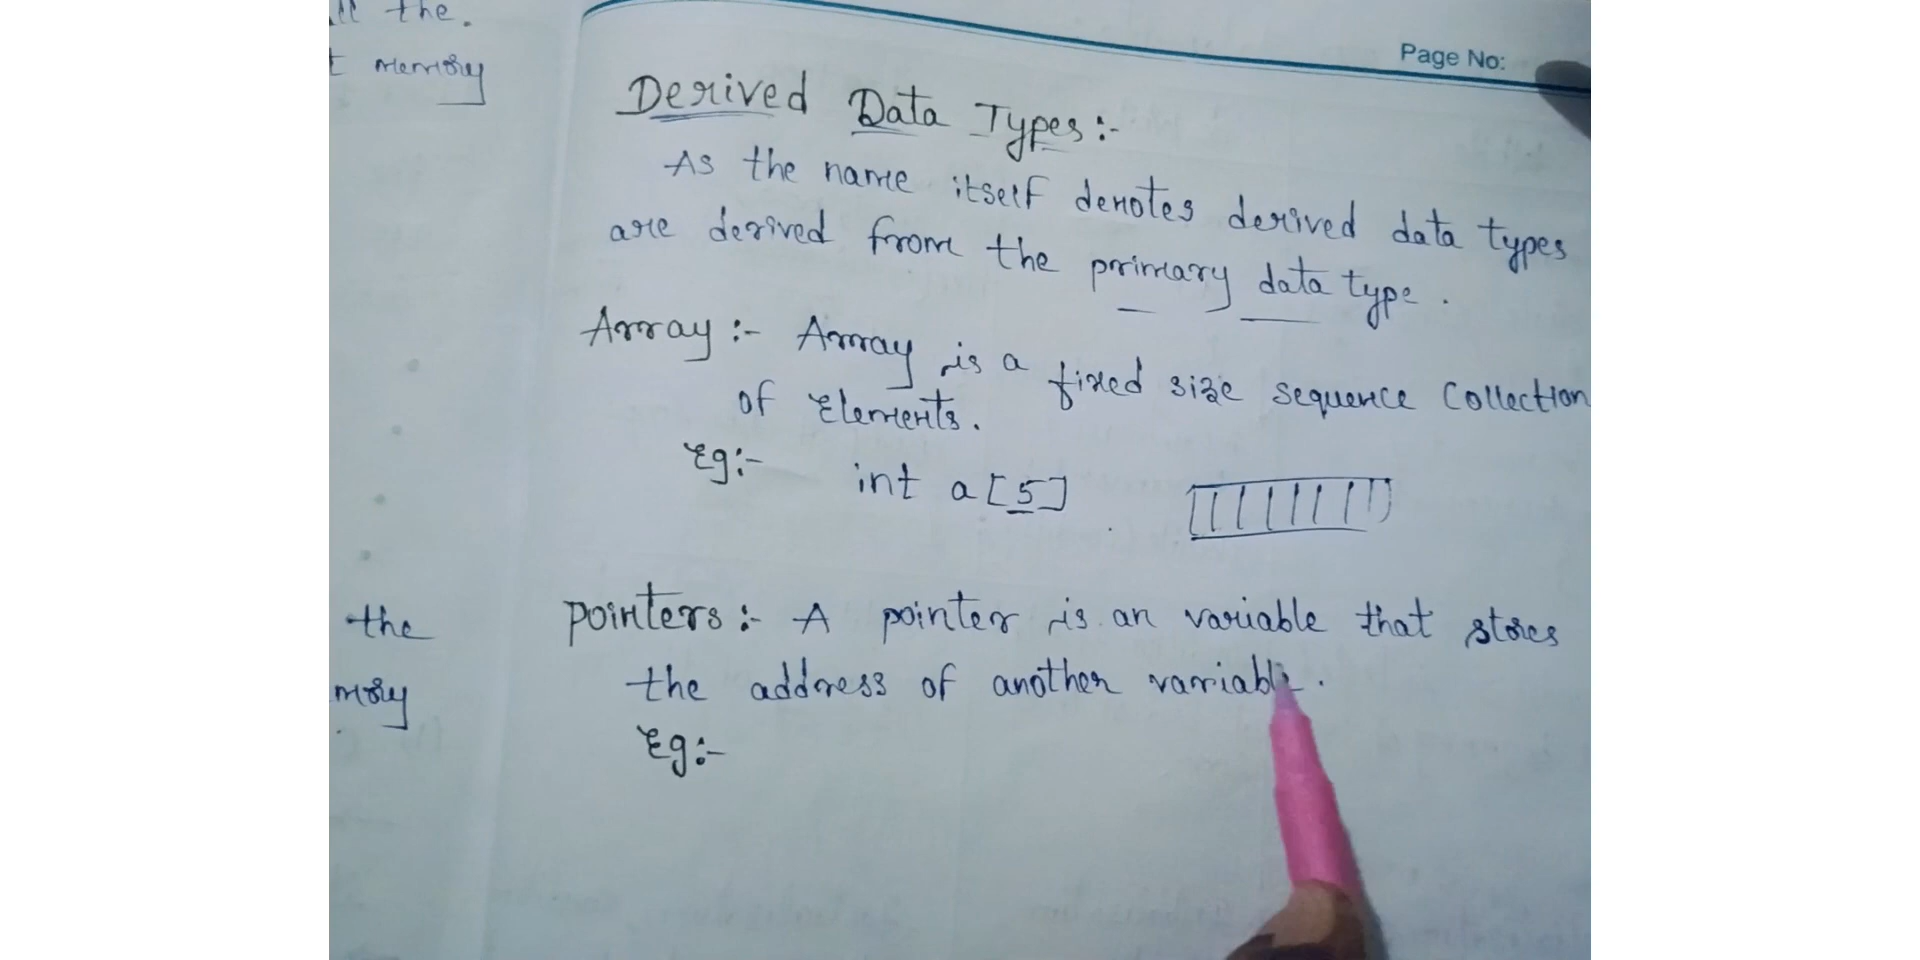 the.
memory
Page No:
Derived Data Types :-
As the name itself denotes derived data types
are derived from the primary data type.
Array :- Array is a fixed size sequence collection
of Elements.
Eg:- int a[5]
the
pointers :- A pointer is an variable that stores
the address of another variable.
Eg:-